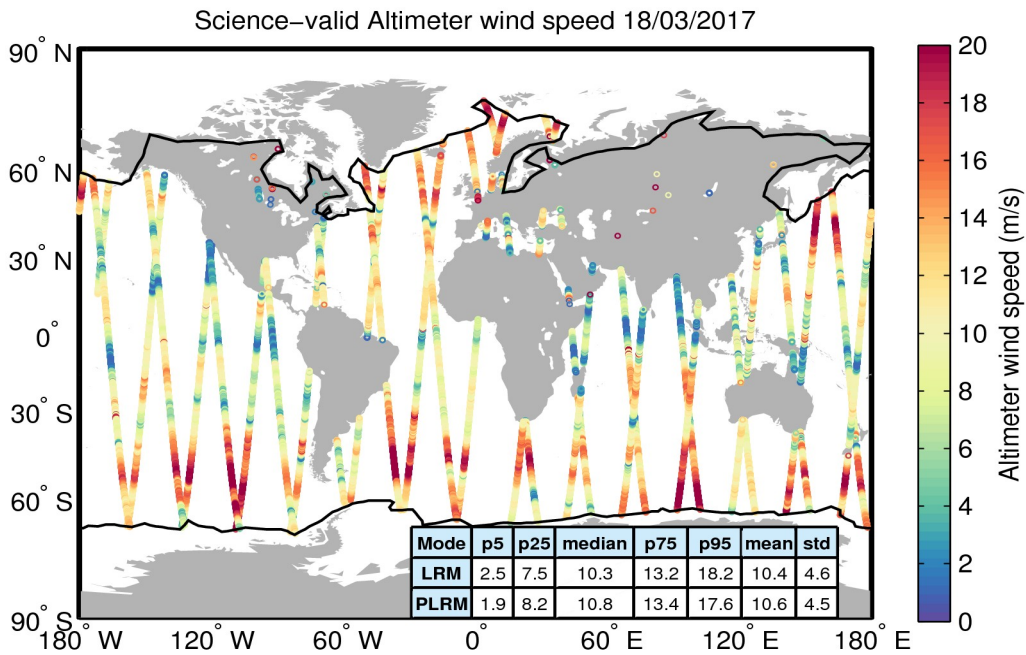 Science−valid Altimeter wind speed 18/03/2017
90° N
60° N
30° N
0°
30° S
60° S
90° S
180° W
120° W
60° W
0°
60° E
120° E
180° E
Mode p5 p25 median p75 p95 mean std
LRM 2.5 7.5 10.3 13.2 18.2 10.4 4.6
PLRM 1.9 8.2 10.8 13.4 17.6 10.6 4.5
20
18
16
14
12
10
8
6
4
2
0
Altimeter wind speed (m/s)